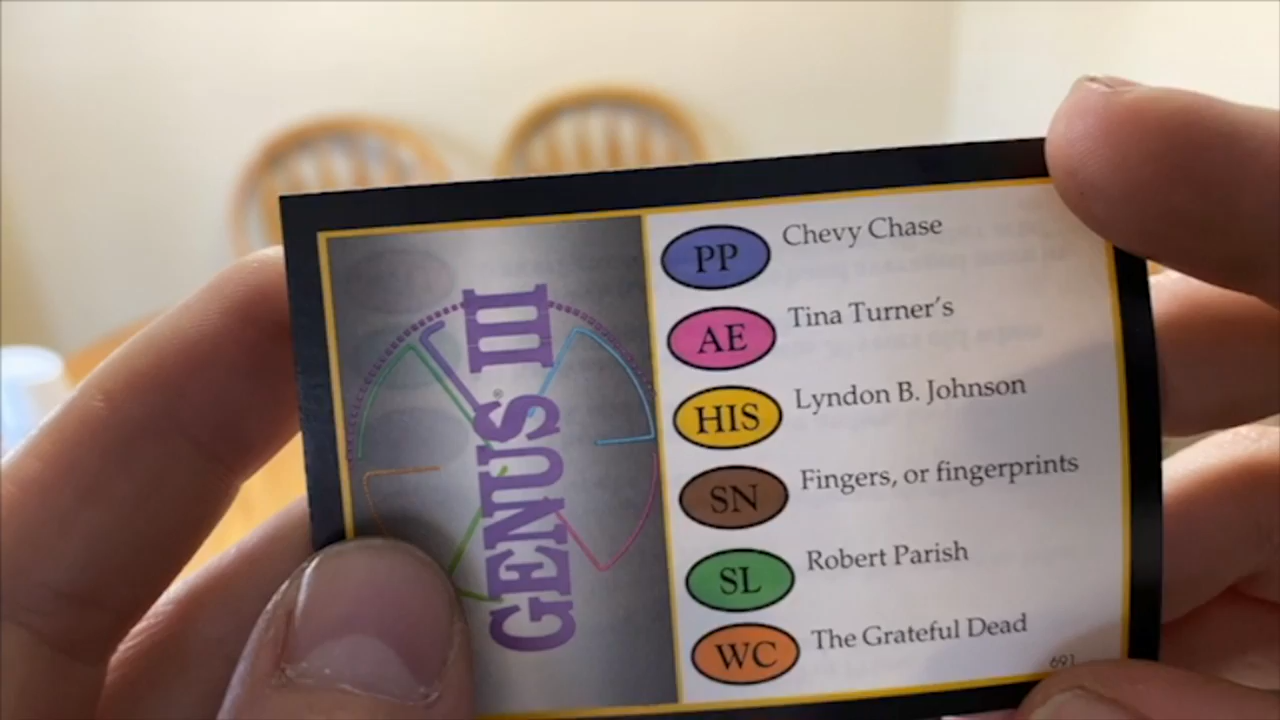 GENUS® III
PP Chevy Chase
AE Tina Turner's
HIS Lyndon B. Johnson
SN Fingers, or fingerprints
SL Robert Parish
WC The Grateful Dead
691